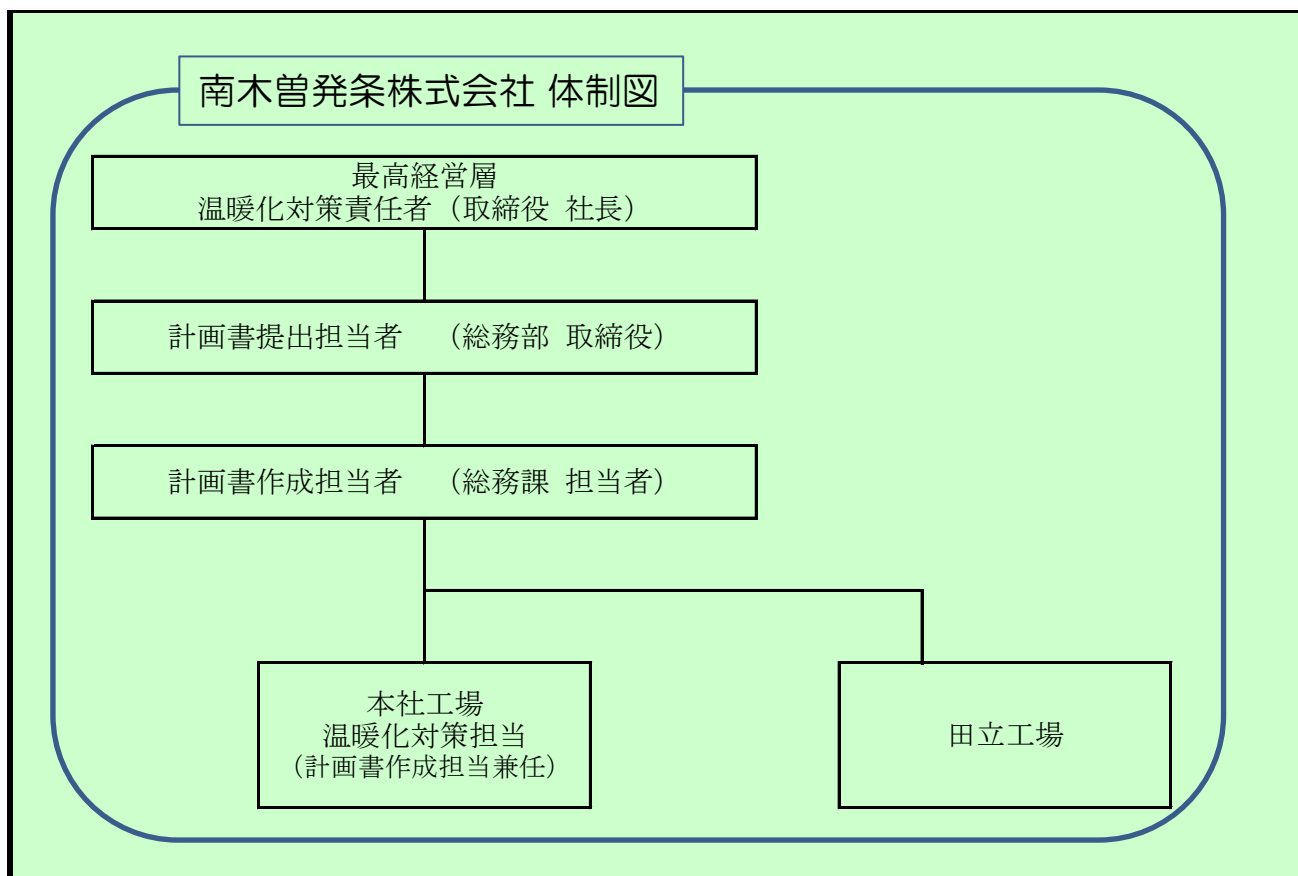 南木曽発条株式会社 体制図
最高経営層
温暖化対策責任者（取締役 社長）
計画書提出担当者　（総務部 取締役）
計画書作成担当者　（総務課 担当者）
本社工場
温暖化対策担当
（計画書作成担当兼任）
田立工場